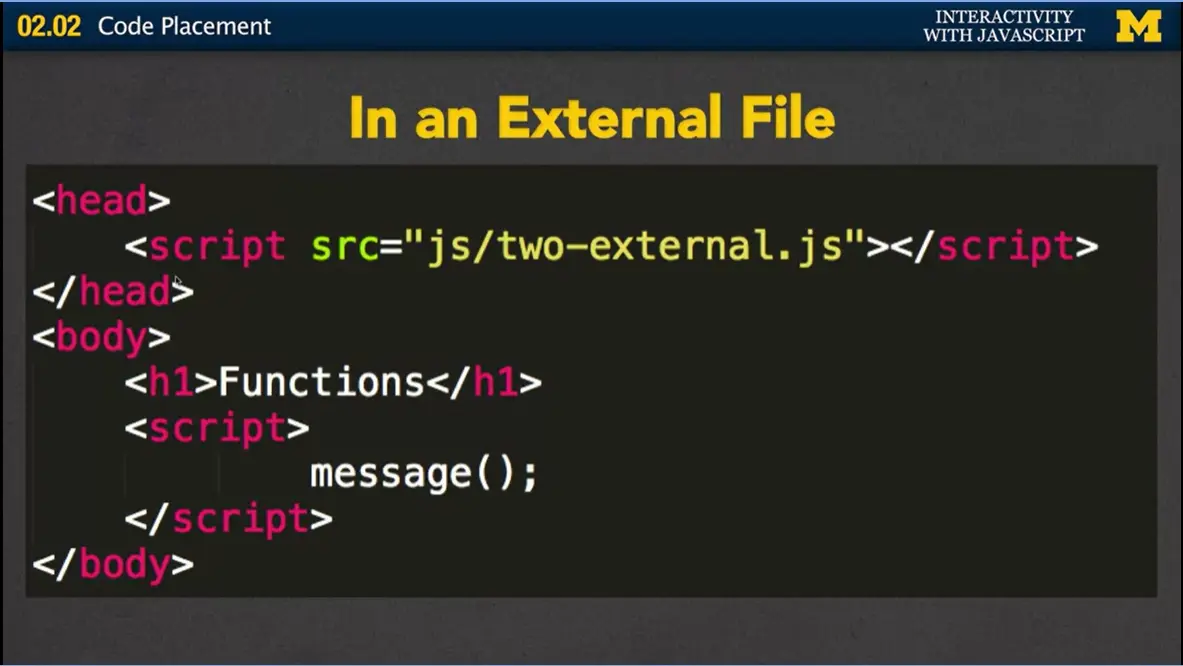 02.02 Code Placement
INTERACTIVITY
WITH JAVASCRIPT
M
In an External File
<head>
    <script src="js/two-external.js"></script>
</head>
<body>
    <h1>Functions</h1>
    <script>
            message();
    </script>
</body>